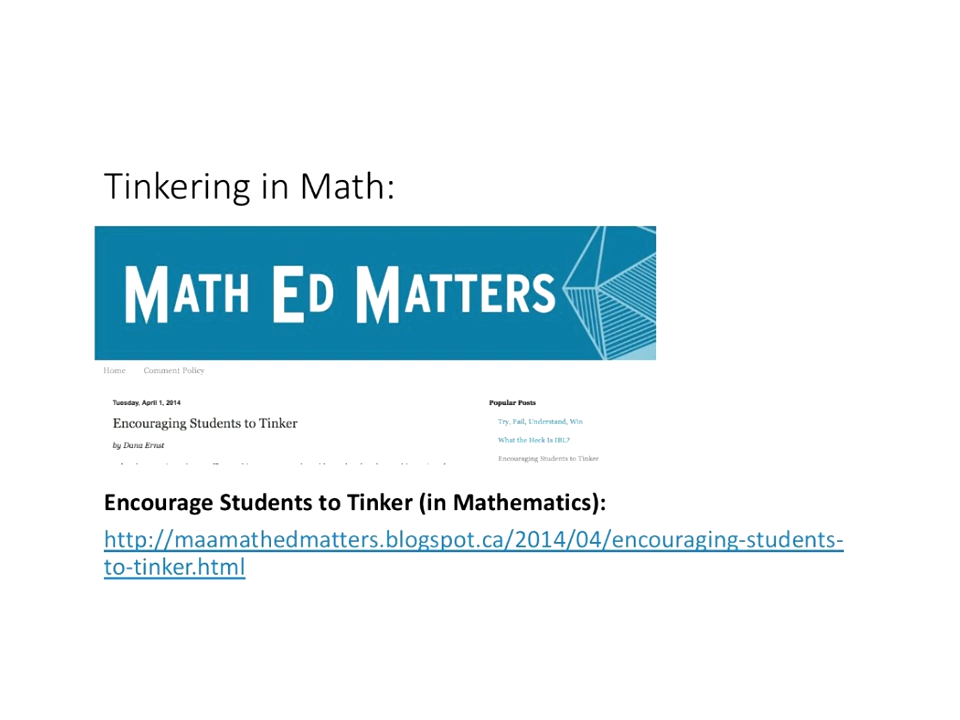 Tinkering in Math:
MATH ED MATTERS
Home Comment Policy
Tuesday, April 1, 2014
Encouraging Students to Tinker
by Dana Ernst
Popular Posts
Try, Fail, Understand, Win
What the Heck Is IBL?
Encouraging Students to Tinker
Encourage Students to Tinker (in Mathematics):
http://maamathedmatters.blogspot.ca/2014/04/encouraging-students-
to-tinker.html